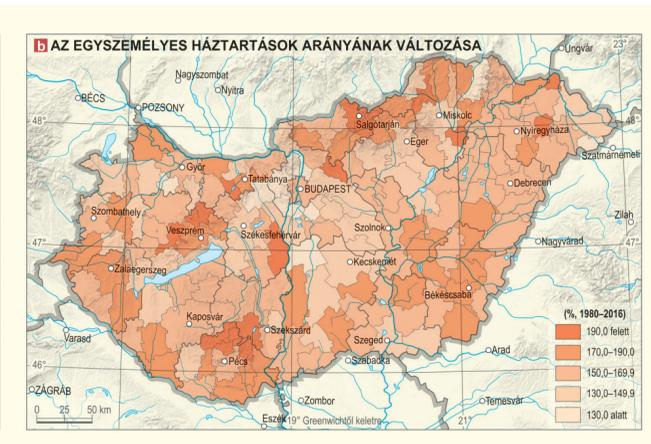 b AZ EGYSZEMÉLYES HÁZTARTÁSOK ARÁNYÁNAK VÁLTOZÁSA
23°
Ungvár
Nagyszombat
Nyitra
BÉCS
POZSONY
48°
Salgótarján
Miskolc
Eger
Nyíregyháza
48°
Szatmárnémeti
Győr
Tatabánya
BUDAPEST
Debrecen
Szombathely
Veszprém
Székesfehérvár
Szolnok
Zilah
47°
47°
Nagyvárad
Zalaegerszeg
Kecskemét
Békéscsaba
Kaposvár
Szekszárd
(%, 1980–2016)
190,0 felett
170,0–190,0
150,0–169,9
130,0–149,9
130,0 alatt
Varasd
Pécs
Szeged
Szabadka
Arad
46°
ZÁGRÁB
Zombor
Temesvár
0 25 50 km
Eszék
19° Greenwichtől keletre
21°